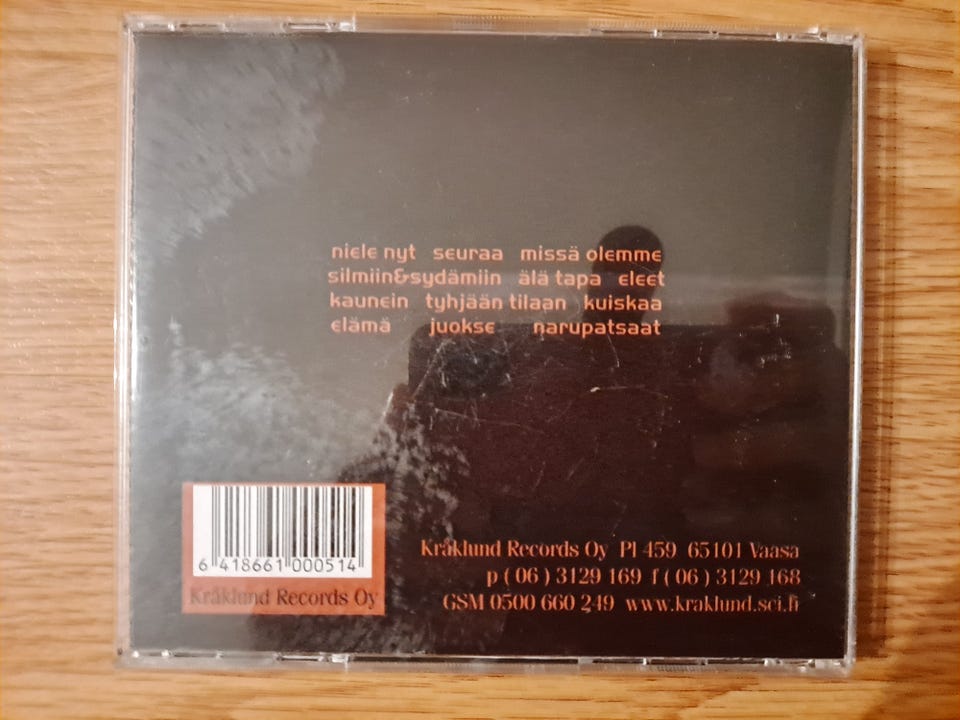 niele nyt seuraa missä olemme
silmiin&sydämiin älä tapa eleet
kaunein tyhjään tilaan kuiskaa
elämä juokse narupatsaat
6 418661 000514
Kråklund Records Oy
Kråklund Records Oy Pl 459 65101 Vaasa
p ( 06 ) 3129 169 f ( 06 ) 3129 168
GSM 0500 660 249 www.kraklund.sci.fi